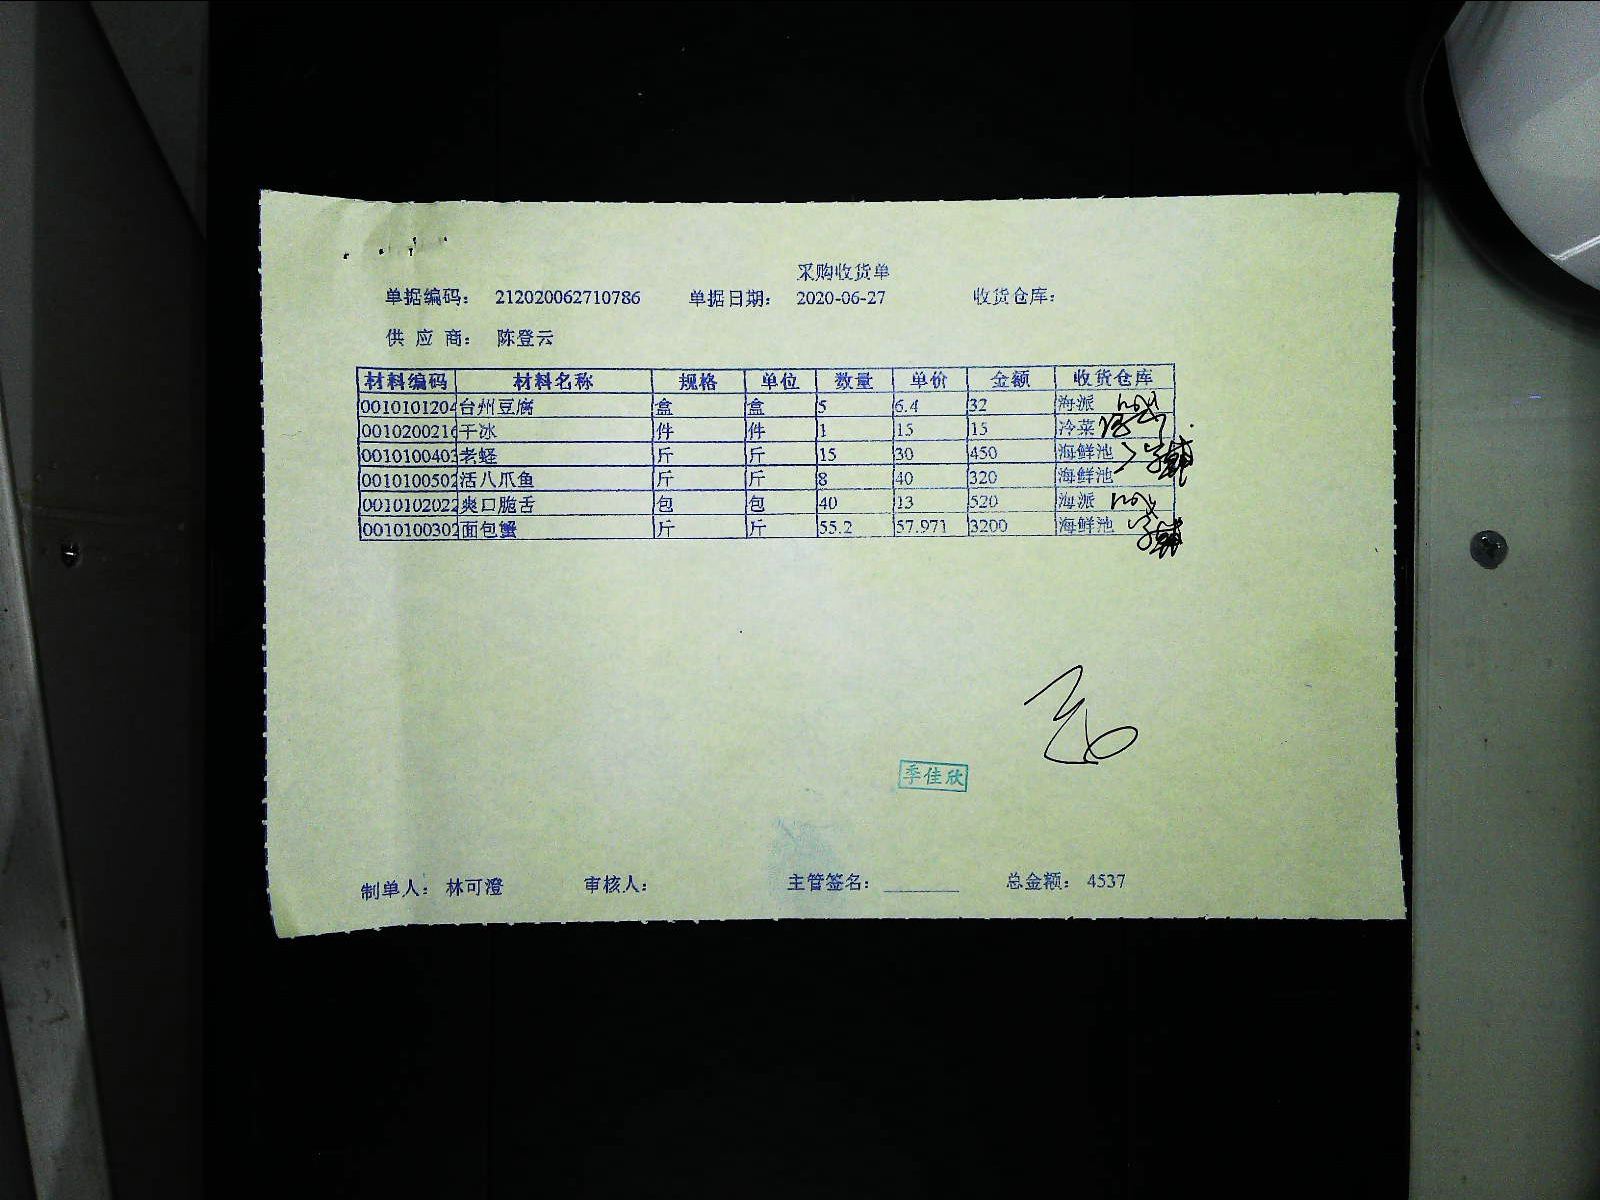 采购收货单
单据编码: 212020062710786 单据日期: 2020-06-27 收货仓库:
供 应 商: 陈登云
材料编码 材料名称 规格 单位 数量 单价 金额 收货仓库
0010101204 台州豆腐 盒 盒 5 6.4 32 海派
0010200216 干冰 件 件 1 15 15 冷菜
0010100403 老蛏 斤 斤 15 30 450 海鲜池
0010100502 活八爪鱼 斤 斤 8 40 320 海鲜池
0010102022 爽口脆舌 包 包 40 13 520 海派
0010100302 面包蟹 斤 斤 55.2 57.971 3200 海鲜池
季佳欣
制单人: 林可澄 审核人: 主管签名: 总金额: 4537